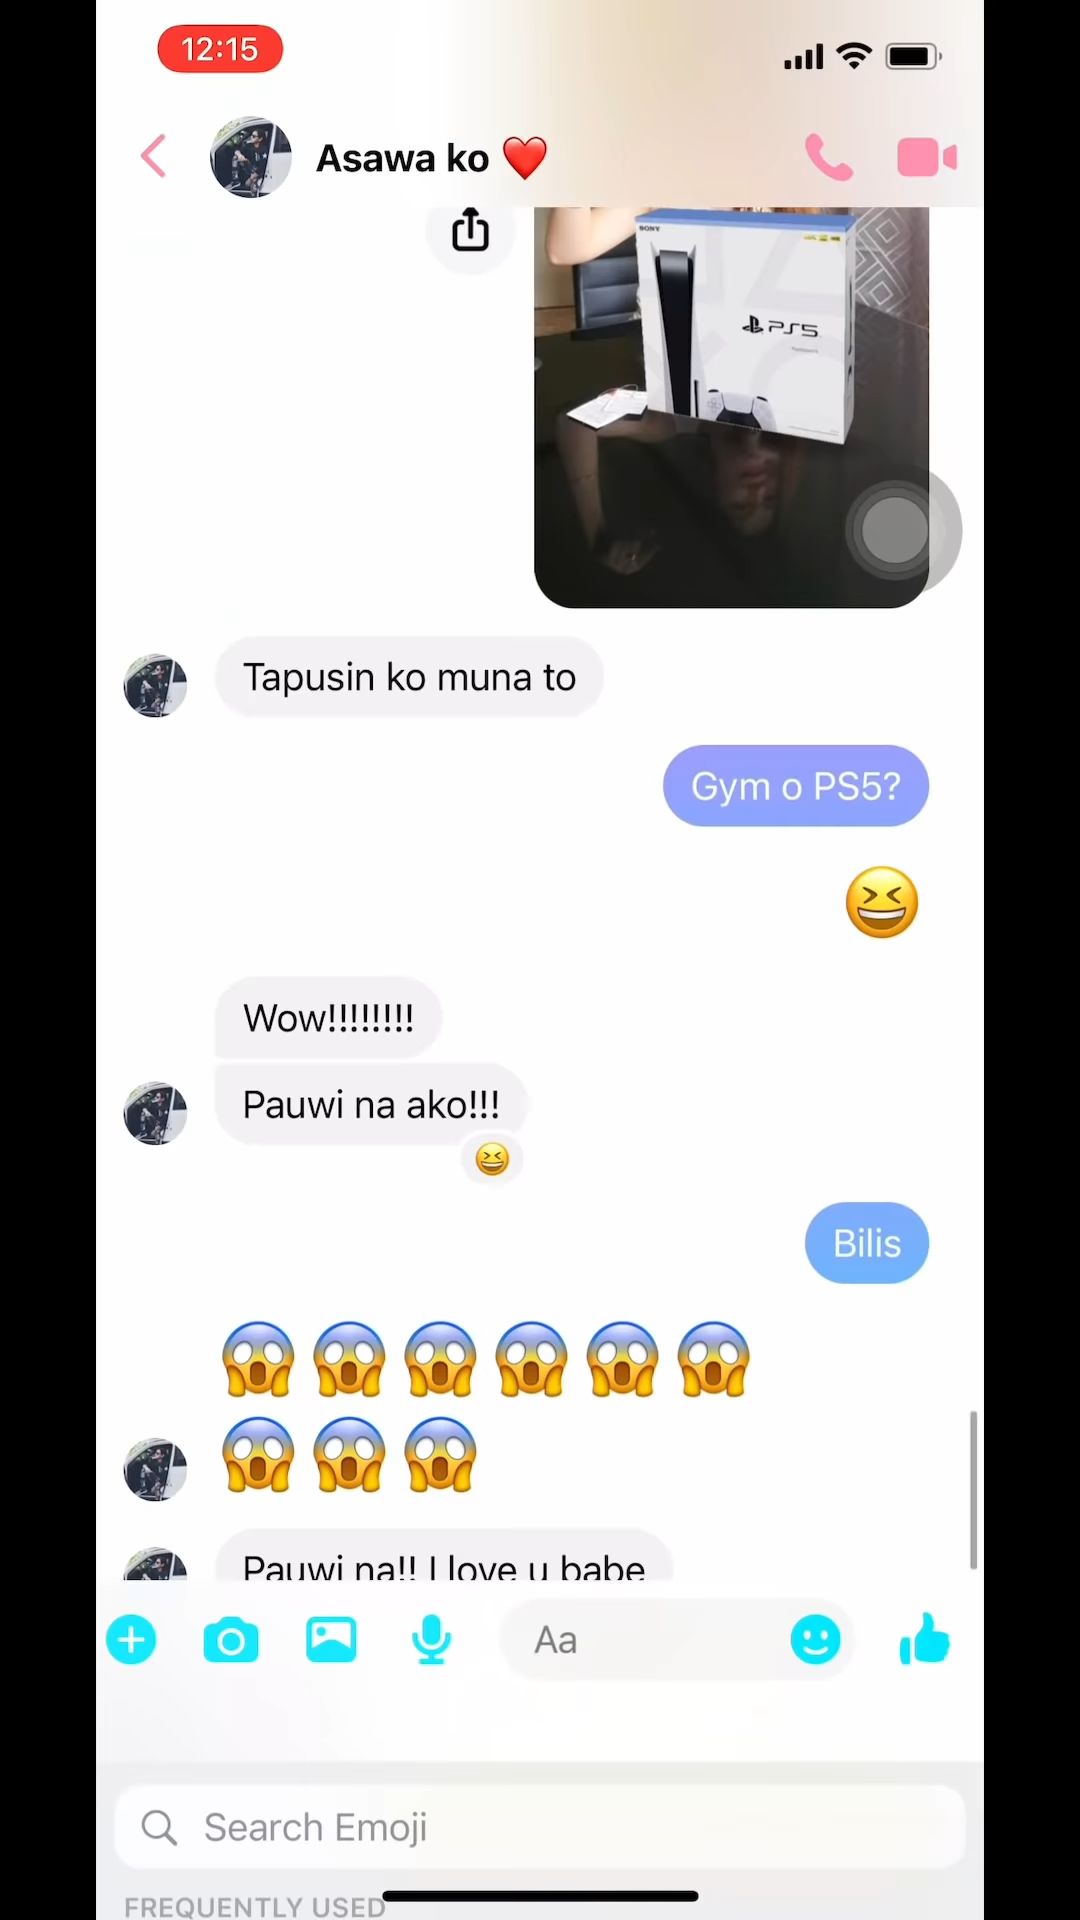 12:15
Asawa ko ❤️
SONY
PS5
Tapusin ko muna to
Gym o PS5?
😆
Wow!!!!!!!!
Pauwi na ako!!!
😆
Bilis
😱😱😱😱😱😱
😱😱😱
Pauwi na!! I love u babe
Aa
Search Emoji
FREQUENTLY USED